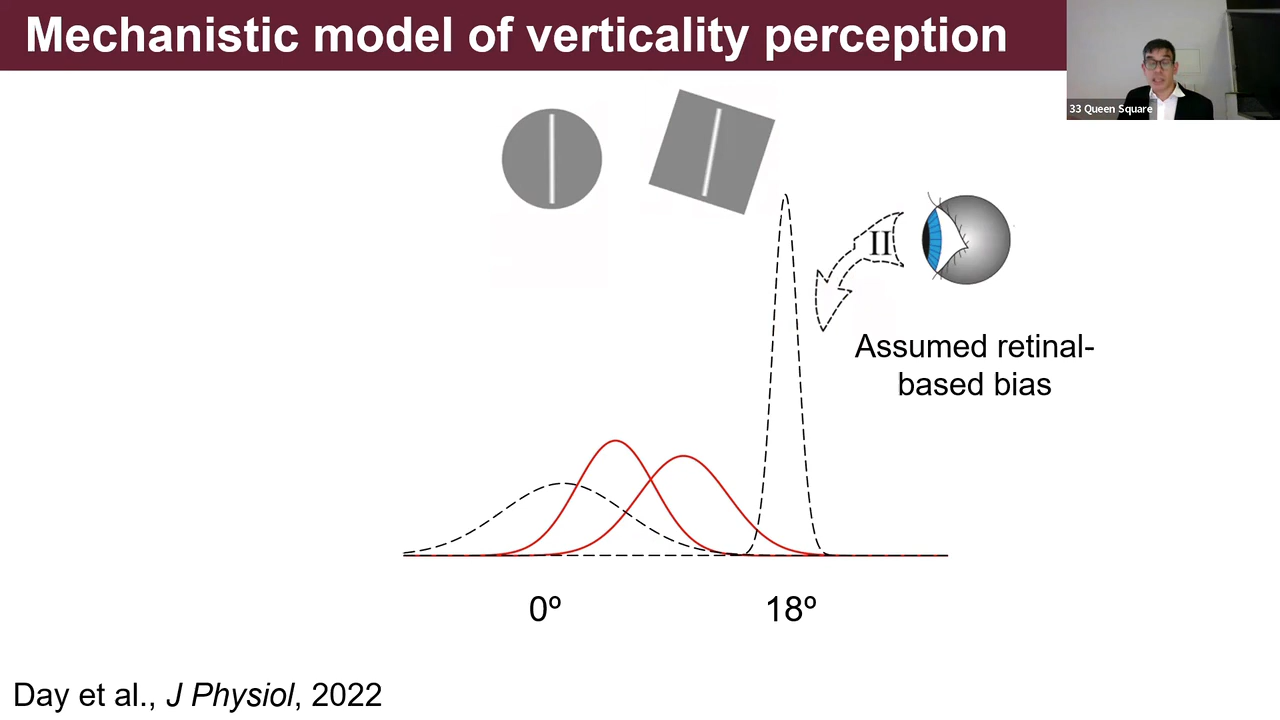 Mechanistic model of verticality perception
33 Queen Square
II
Assumed retinal-
based bias
0º
18º
Day et al., J Physiol, 2022